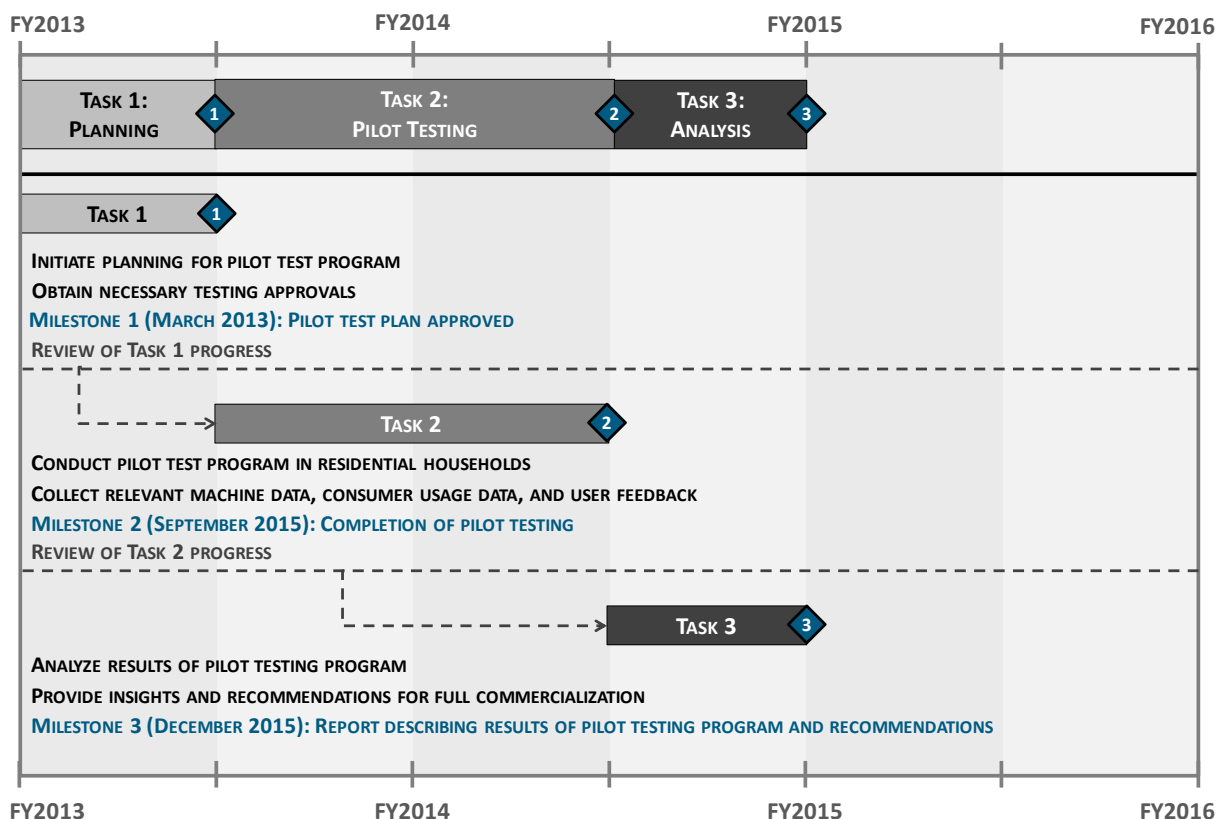 FY2013 FY2014 FY2015 FY2016
Task 1: Planning
1
Task 2: Pilot Testing
2
Task 3: Analysis
3
Task 1
1
Initiate planning for pilot test program
Obtain necessary testing approvals
Milestone 1 (March 2013): Pilot test plan approved
Review of Task 1 progress
Task 2
2
Conduct pilot test program in residential households
Collect relevant machine data, consumer usage data, and user feedback
Milestone 2 (September 2015): Completion of pilot testing
Review of Task 2 progress
Task 3
3
Analyze results of pilot testing program
Provide insights and recommendations for full commercialization
Milestone 3 (December 2015): Report describing results of pilot testing program and recommendations
FY2013 FY2014 FY2015 FY2016